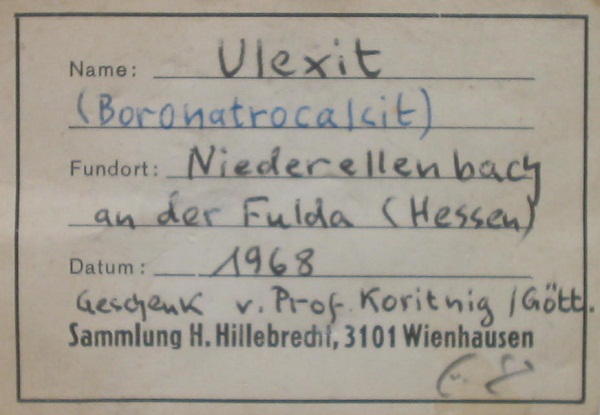 Name: Ulexit
(Boronatrocalcit)
Fundort: Niederellenbach
an der Fulda (Hessen)
Datum: 1968
Geschenk v. Prof. Koritnig / Gött.
Sammlung H. Hillebrecht, 3101 Wienhausen